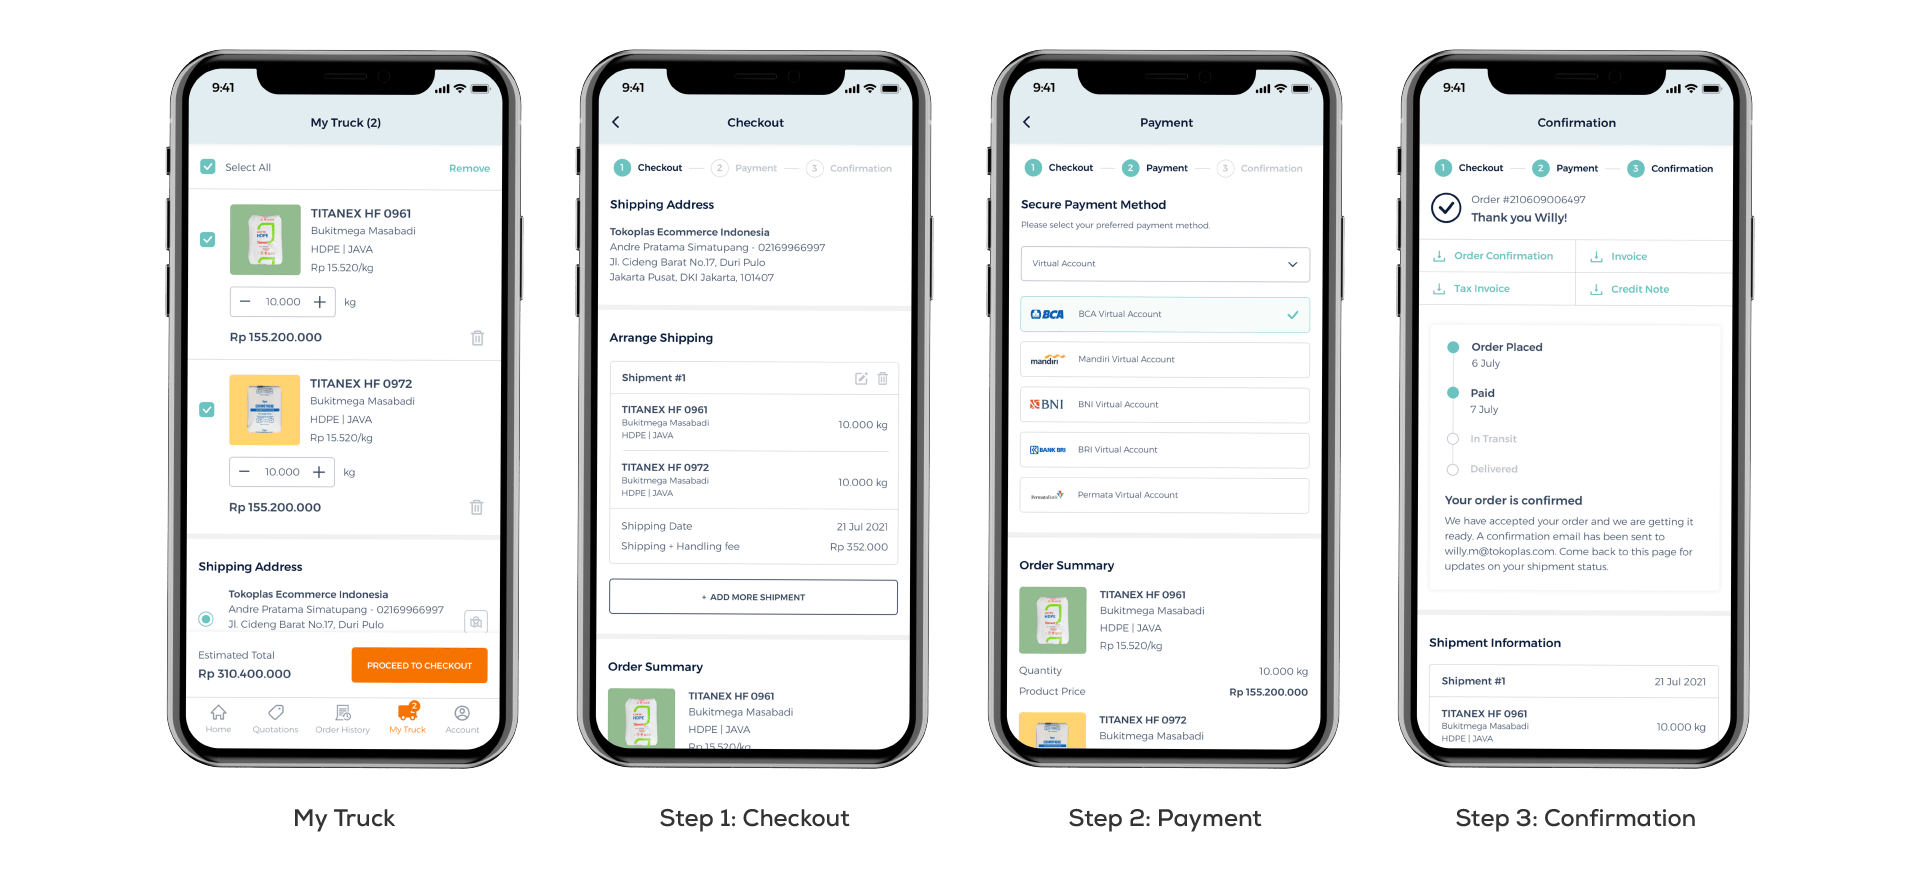 9:41
My Truck (2)
Select All
Remove
TITANEX HF 0961
Bukitmega Masabadi
HDPE | JAVA
Rp 15.520/kg
10.000
kg
Rp 155.200.000
TITANEX HF 0972
Bukitmega Masabadi
HDPE | JAVA
Rp 15.520/kg
10.000
kg
Rp 155.200.000
Shipping Address
Tokoplas Ecommerce Indonesia
Andre Pratama Simatupang - 02169966997
Jl. Cideng Barat No.17, Duri Pulo
Estimated Total
Rp 310.400.000
PROCEED TO CHECKOUT
2
Home
Quotations
Order History
My Truck
Account
My Truck
9:41
Checkout
1 Checkout
2 Payment
3 Confirmation
Shipping Address
Tokoplas Ecommerce Indonesia
Andre Pratama Simatupang - 02169966997
Jl. Cideng Barat No.17, Duri Pulo
Jakarta Pusat, DKI Jakarta, 101407
Arrange Shipping
Shipment #1
TITANEX HF 0961
Bukitmega Masabadi
HDPE | JAVA
10.000 kg
TITANEX HF 0972
Bukitmega Masabadi
HDPE | JAVA
10.000 kg
Shipping Date
21 Jul 2021
Shipping + Handling fee
Rp 352.000
+ ADD MORE SHIPMENT
Order Summary
TITANEX HF 0961
Bukitmega Masabadi
HDPE | JAVA
Rp 15.520/kg
Step 1: Checkout
9:41
Payment
1 Checkout
2 Payment
3 Confirmation
Secure Payment Method
Please select your preferred payment method.
Virtual Account
BCA
BCA Virtual Account
mandiri
Mandiri Virtual Account
BNI
BNI Virtual Account
BANK BRI
BRI Virtual Account
PermataBank
Permata Virtual Account
Order Summary
TITANEX HF 0961
Bukitmega Masabadi
HDPE | JAVA
Rp 15.520/kg
Quantity
10.000 kg
Product Price
Rp 155.200.000
TITANEX HF 0972
Bukitmega Masabadi
Step 2: Payment
9:41
Confirmation
1 Checkout
2 Payment
3 Confirmation
Order #210609006497
Thank you Willy!
Order Confirmation
Invoice
Tax Invoice
Credit Note
Order Placed
6 July
Paid
7 July
In Transit
Delivered
Your order is confirmed
We have accepted your order and we are getting it
ready. A confirmation email has been sent to
willy.m@tokoplas.com. Come back to this page for
updates on your shipment status.
Shipment Information
Shipment #1
21 Jul 2021
TITANEX HF 0961
Bukitmega Masabadi
HDPE | JAVA
10.000 kg
Step 3: Confirmation